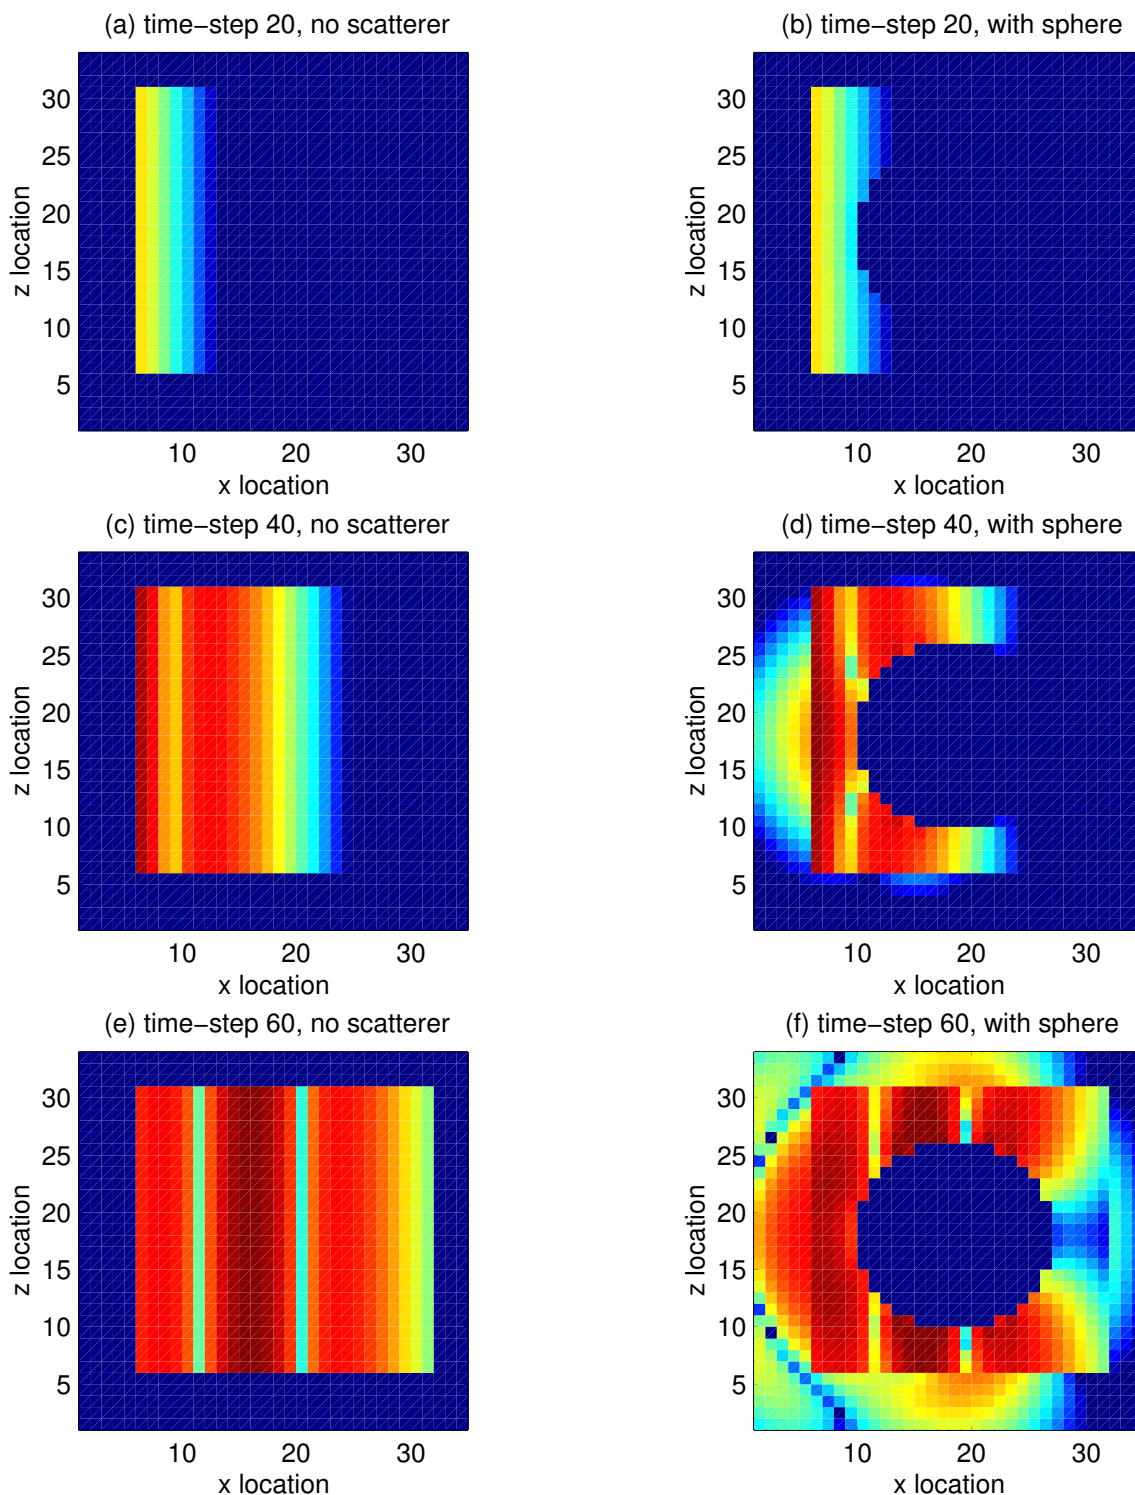 (a) time−step 20, no scatterer
30
25
20
15
10
5
z location
10 20 30
x location
(b) time−step 20, with sphere
30
25
20
15
10
5
z location
10 20 30
x location
(c) time−step 40, no scatterer
30
25
20
15
10
5
z location
10 20 30
x location
(d) time−step 40, with sphere
30
25
20
15
10
5
z location
10 20 30
x location
(e) time−step 60, no scatterer
30
25
20
15
10
5
z location
10 20 30
x location
(f) time−step 60, with sphere
30
25
20
15
10
5
z location
10 20 30
x location